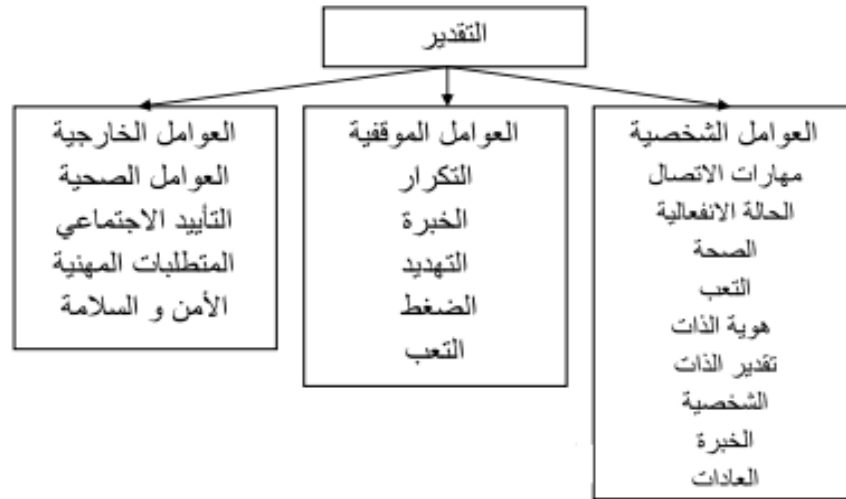 التقدير
العوامل الشخصية
مهارات الاتصال
الحالة الانفعالية
الصحة
التعب
هوية الذات
تقدير الذات
الشخصية
الخبرة
العادات
العوامل الموقفية
التكرار
الخبرة
التهديد
الضغط
التعب
العوامل الخارجية
العوامل الصحية
التأييد الاجتماعي
المتطلبات المهنية
الأمن و السلامة